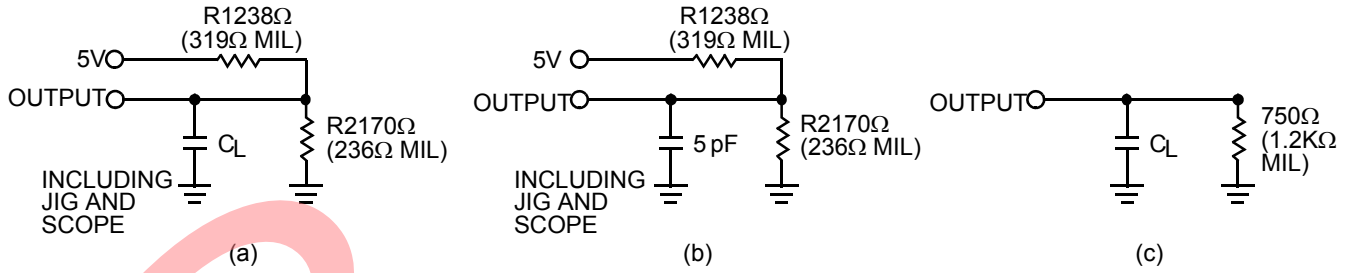 R1238Ω
(319Ω MIL)
5V
OUTPUT
CL
R2170Ω
(236Ω MIL)
INCLUDING
JIG AND
SCOPE
(a)
R1238Ω
(319Ω MIL)
5V
OUTPUT
5 pF
R2170Ω
(236Ω MIL)
INCLUDING
JIG AND
SCOPE
(b)
OUTPUT
CL
750Ω
(1.2KΩ
MIL)
(c)